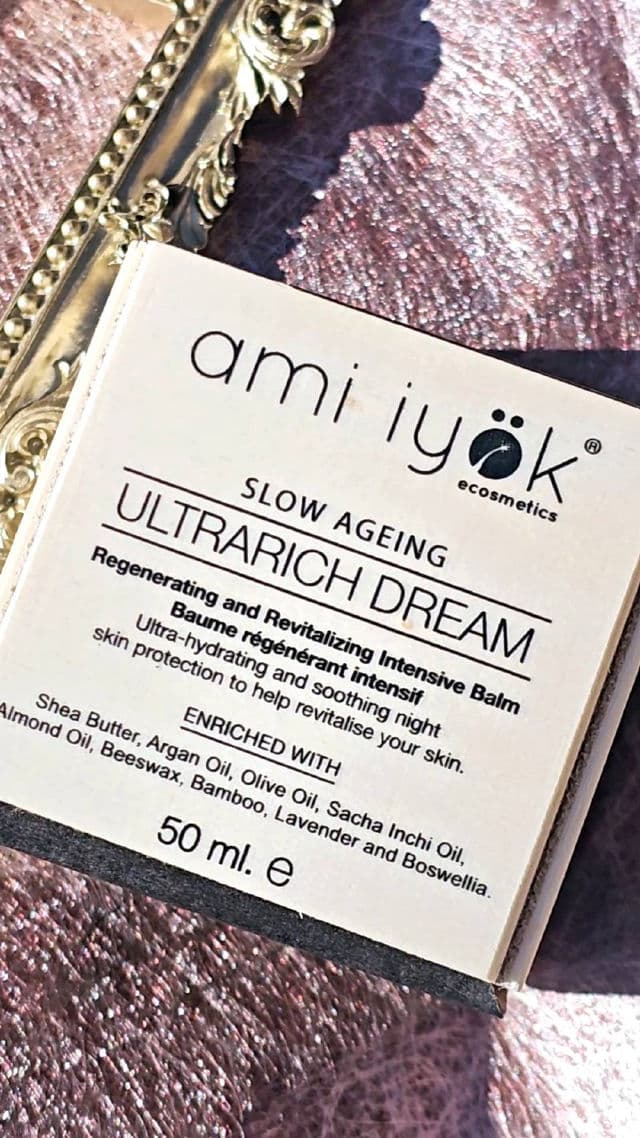 ami iyök®
ecosmetics
SLOW AGEING
ULTRARICH DREAM
Regenerating and Revitalizing Intensive Balm
Baume régénérant intensif
Ultra-hydrating and soothing night
skin protection to help revitalise your skin.
ENRICHED WITH
Shea Butter, Argan Oil, Olive Oil, Sacha Inchi Oil,
Almond Oil, Beeswax, Bamboo, Lavender and Boswellia.
50 ml. ℮